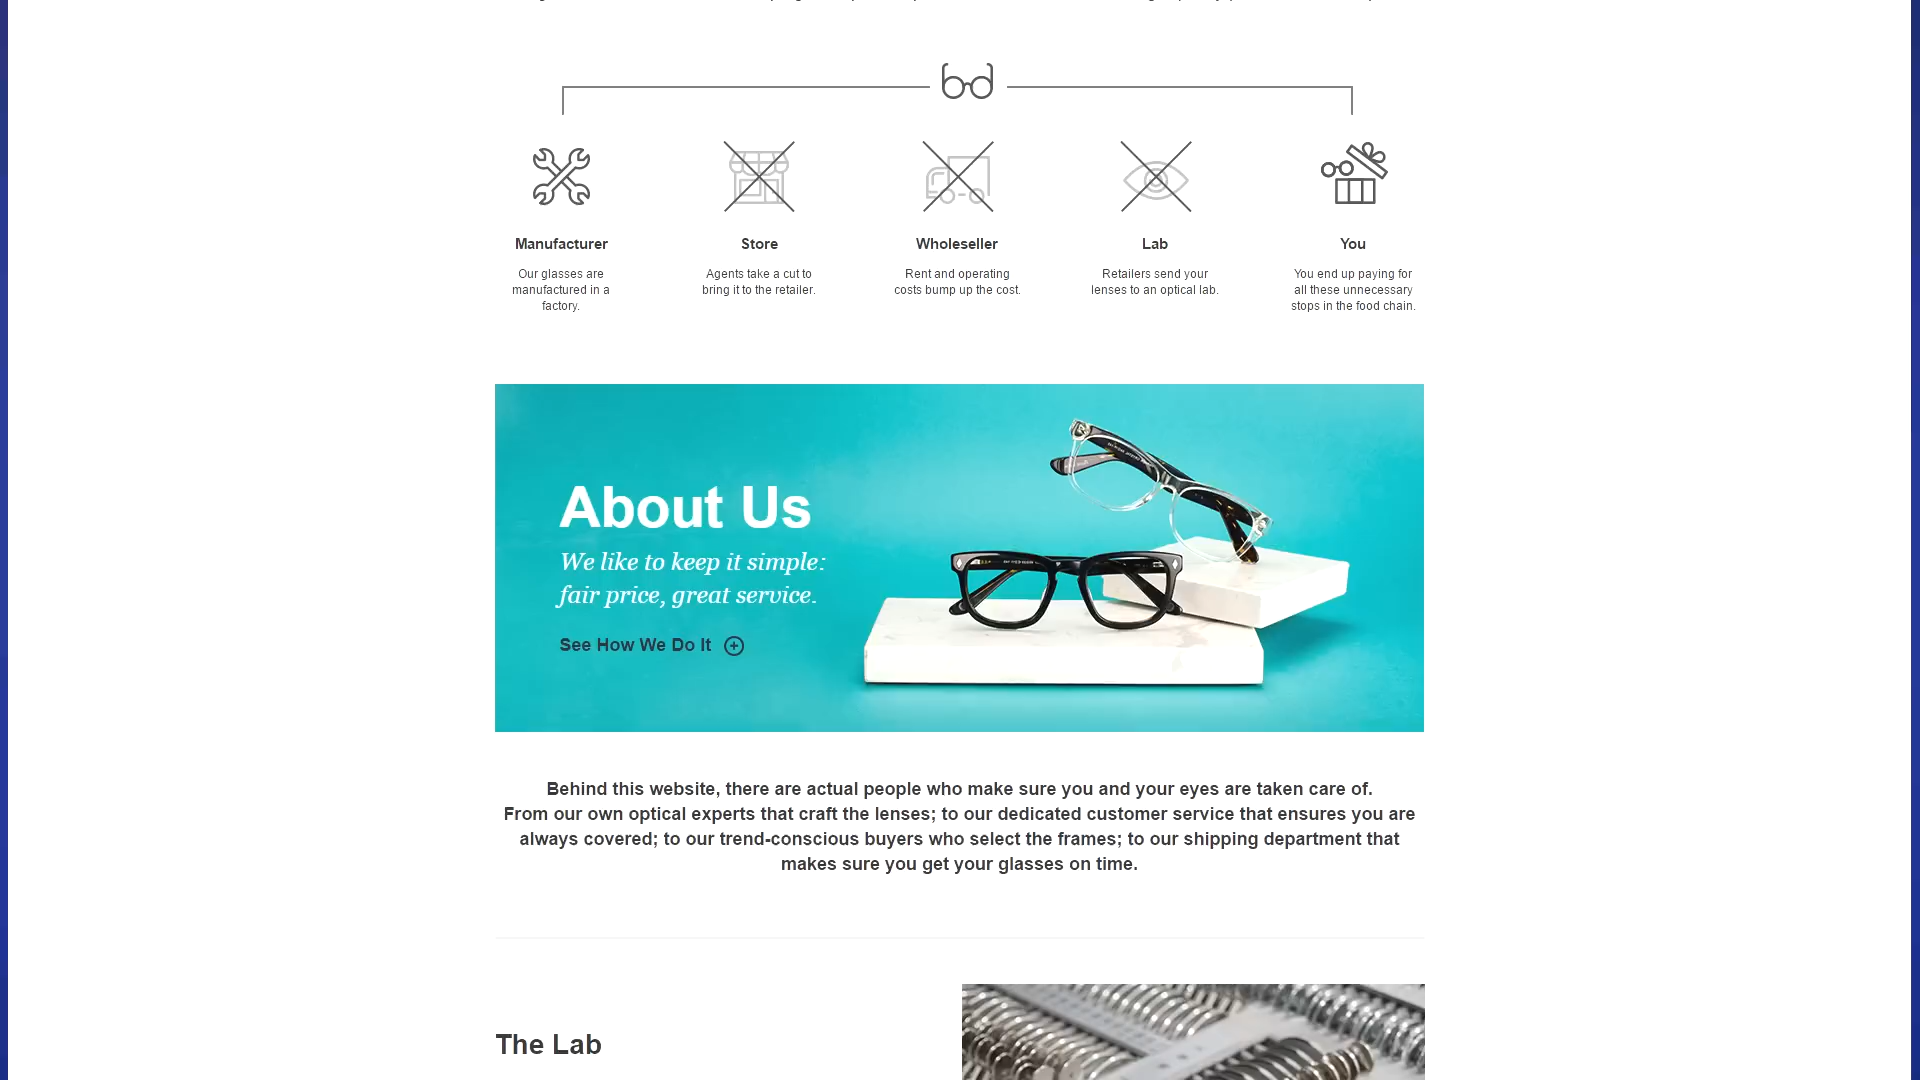 Manufacturer
Our glasses are
manufactured in a
factory.
Store
Agents take a cut to
bring it to the retailer.
Wholeseller
Rent and operating
costs bump up the cost.
Lab
Retailers send your
lenses to an optical lab.
You
You end up paying for
all these unnecessary
stops in the food chain.
About Us
We like to keep it simple:
fair price, great service.
See How We Do It
Behind this website, there are actual people who make sure you and your eyes are taken care of.
From our own optical experts that craft the lenses; to our dedicated customer service that ensures you are
always covered; to our trend-conscious buyers who select the frames; to our shipping department that
makes sure you get your glasses on time.
The Lab